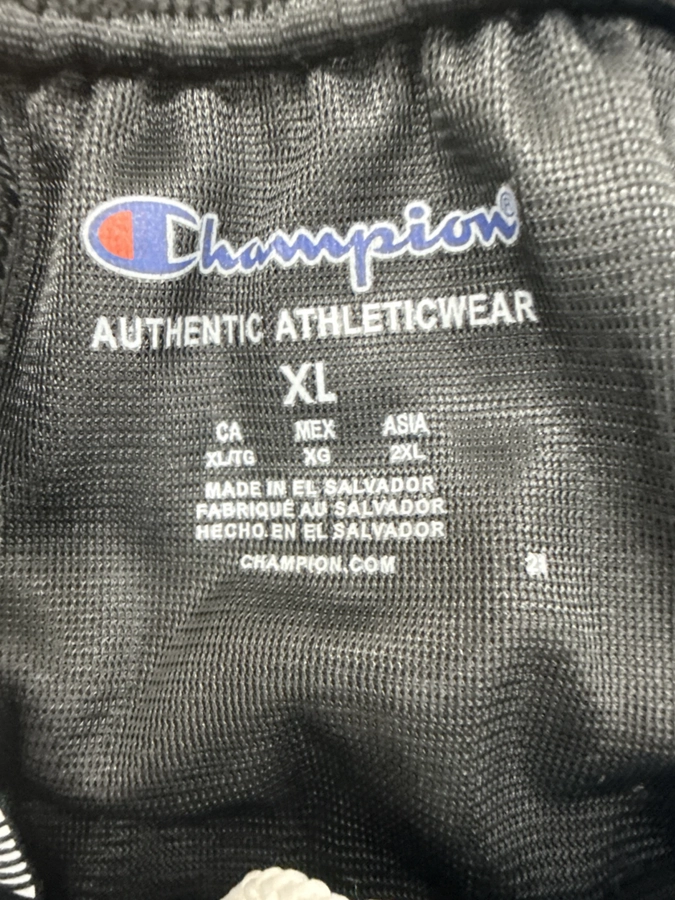 Champion®
AUTHENTIC ATHLETICWEAR
XL
CA MEX ASIA
XL/TG XG 2XL
MADE IN EL SALVADOR
FABRIQUÉ AU SALVADOR
HECHO EN EL SALVADOR
CHAMPION.COM